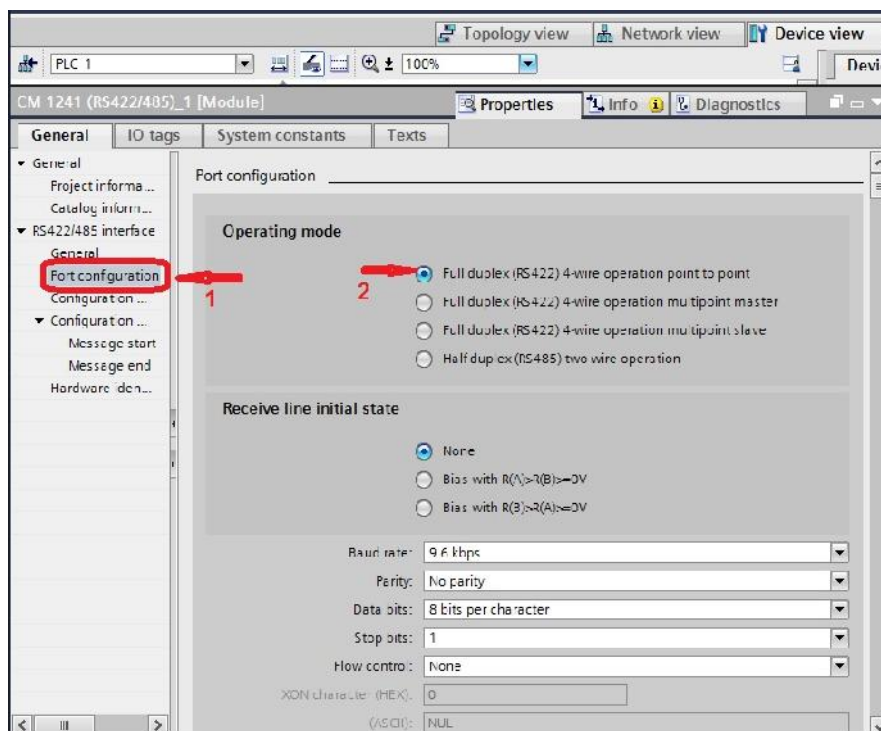 Topology view
Network view
Device view
PLC 1
± 100%
Devi
CM 1241 (RS422/485)_1 [Module]
Properties
Info
Diagnostics
General
IO tags
System constants
Texts
General
Project informa...
Catalog inform...
RS422/485 interface
General
Port configuration
Configuration ...
Configuration ...
Message start
Message end
Hardware iden...
1
Port configuration
Operating mode
2
Full duplex (RS422) 4-wire operation point to point
Full duplex (RS422) 4-wire operation multipoint master
Full duplex (RS422) 4-wire operation multipoint slave
Half duplex (RS485) two wire operation
Receive line initial state
None
Bias with R(A)>R(B)>=0V
Bias with R(B)>R(A)>=0V
Baud rate: 9.6 kbps
Parity: No parity
Data bits: 8 bits per character
Stop bits: 1
Flow control: None
XON character (HEX): 0
(ASCII): NUL